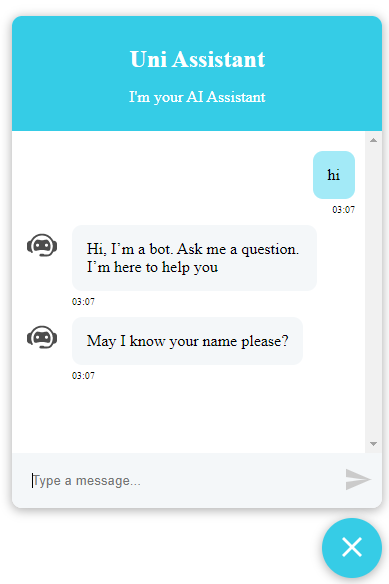 Uni Assistant
I'm your AI Assistant
hi
03:07
Hi, I’m a bot. Ask me a question.
I’m here to help you
03:07
May I know your name please?
03:07
Type a message...